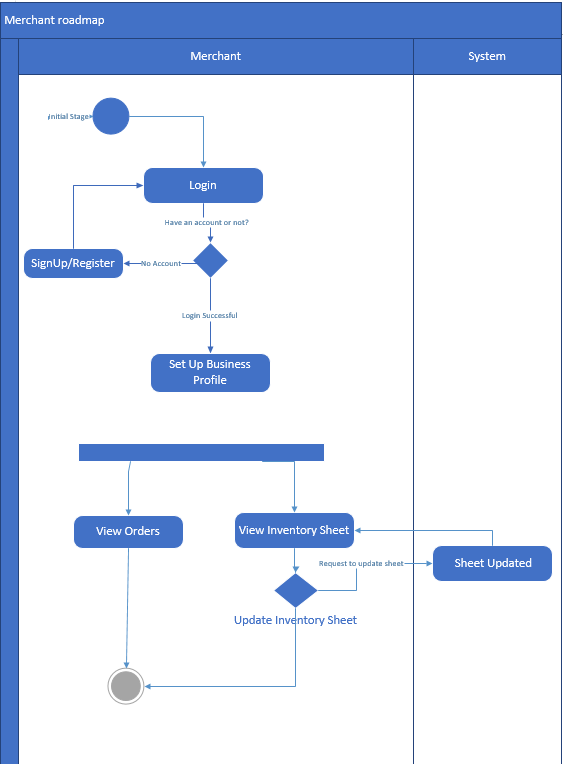 Merchant roadmap
Merchant
System
Initial Stage
Login
Have an account or not?
SignUp/Register
No Account
Login Successful
Set Up Business
Profile
View Orders
View Inventory Sheet
Request to update sheet
Sheet Updated
Update Inventory Sheet